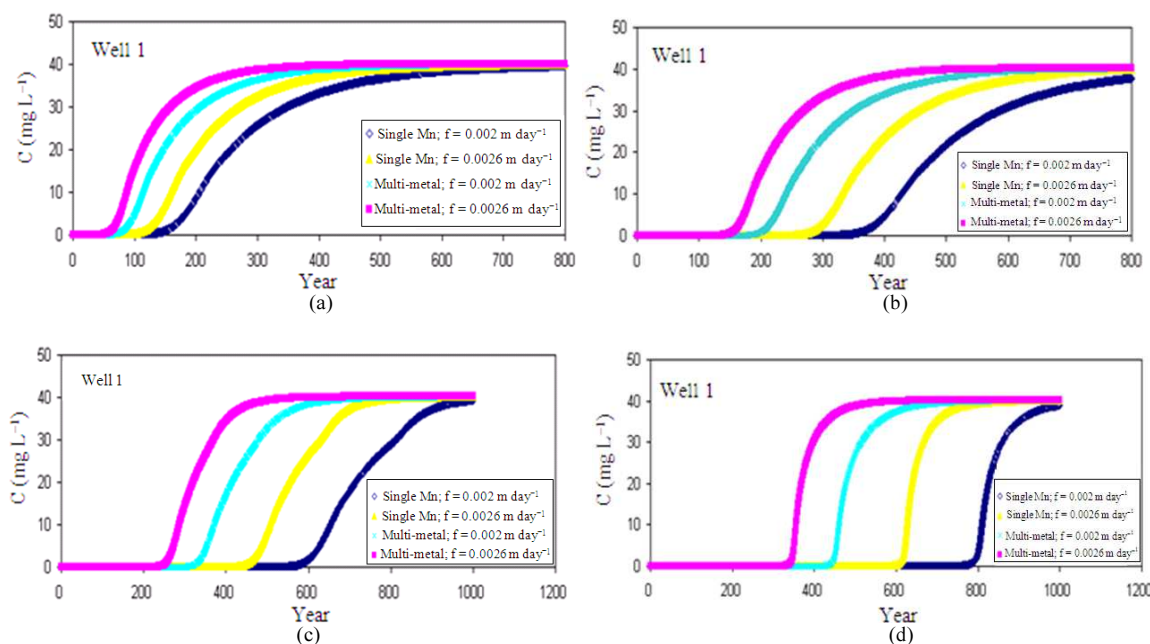 Well 1
C (mg L⁻¹)
50
40
30
20
10
0
0 100 200 300 400 500 600 700 800
Year
Single Mn; f = 0.002 m day⁻¹
Single Mn; f = 0.0026 m day⁻¹
Multi-metal; f = 0.002 m day⁻¹
Multi-metal; f = 0.0026 m day⁻¹
(a)
Well 1
C (mg L⁻¹)
50
40
30
20
10
0
0 100 200 300 400 500 600 700 800
Year
Single Mn; f = 0.002 m day⁻¹
Single Mn; f = 0.0026 m day⁻¹
Multi-metal; f = 0.002 m day⁻¹
Multi-metal; f = 0.0026 m day⁻¹
(b)
Well 1
C (mg L⁻¹)
50
40
30
20
10
0
0 200 400 600 800 1000 1200
Year
Single Mn; f = 0.002 m day⁻¹
Single Mn; f = 0.0026 m day⁻¹
Multi-metal; f = 0.002 m day⁻¹
Multi-metal; f = 0.0026 m day⁻¹
(c)
Well 1
C (mg L⁻¹)
50
40
30
20
10
0
0 200 400 600 800 1000 1200
Year
Single Mn; f = 0.002 m day⁻¹
Single Mn; f = 0.0026 m day⁻¹
Multi-metal; f = 0.002 m day⁻¹
Multi-metal; f = 0.0026 m day⁻¹
(d)